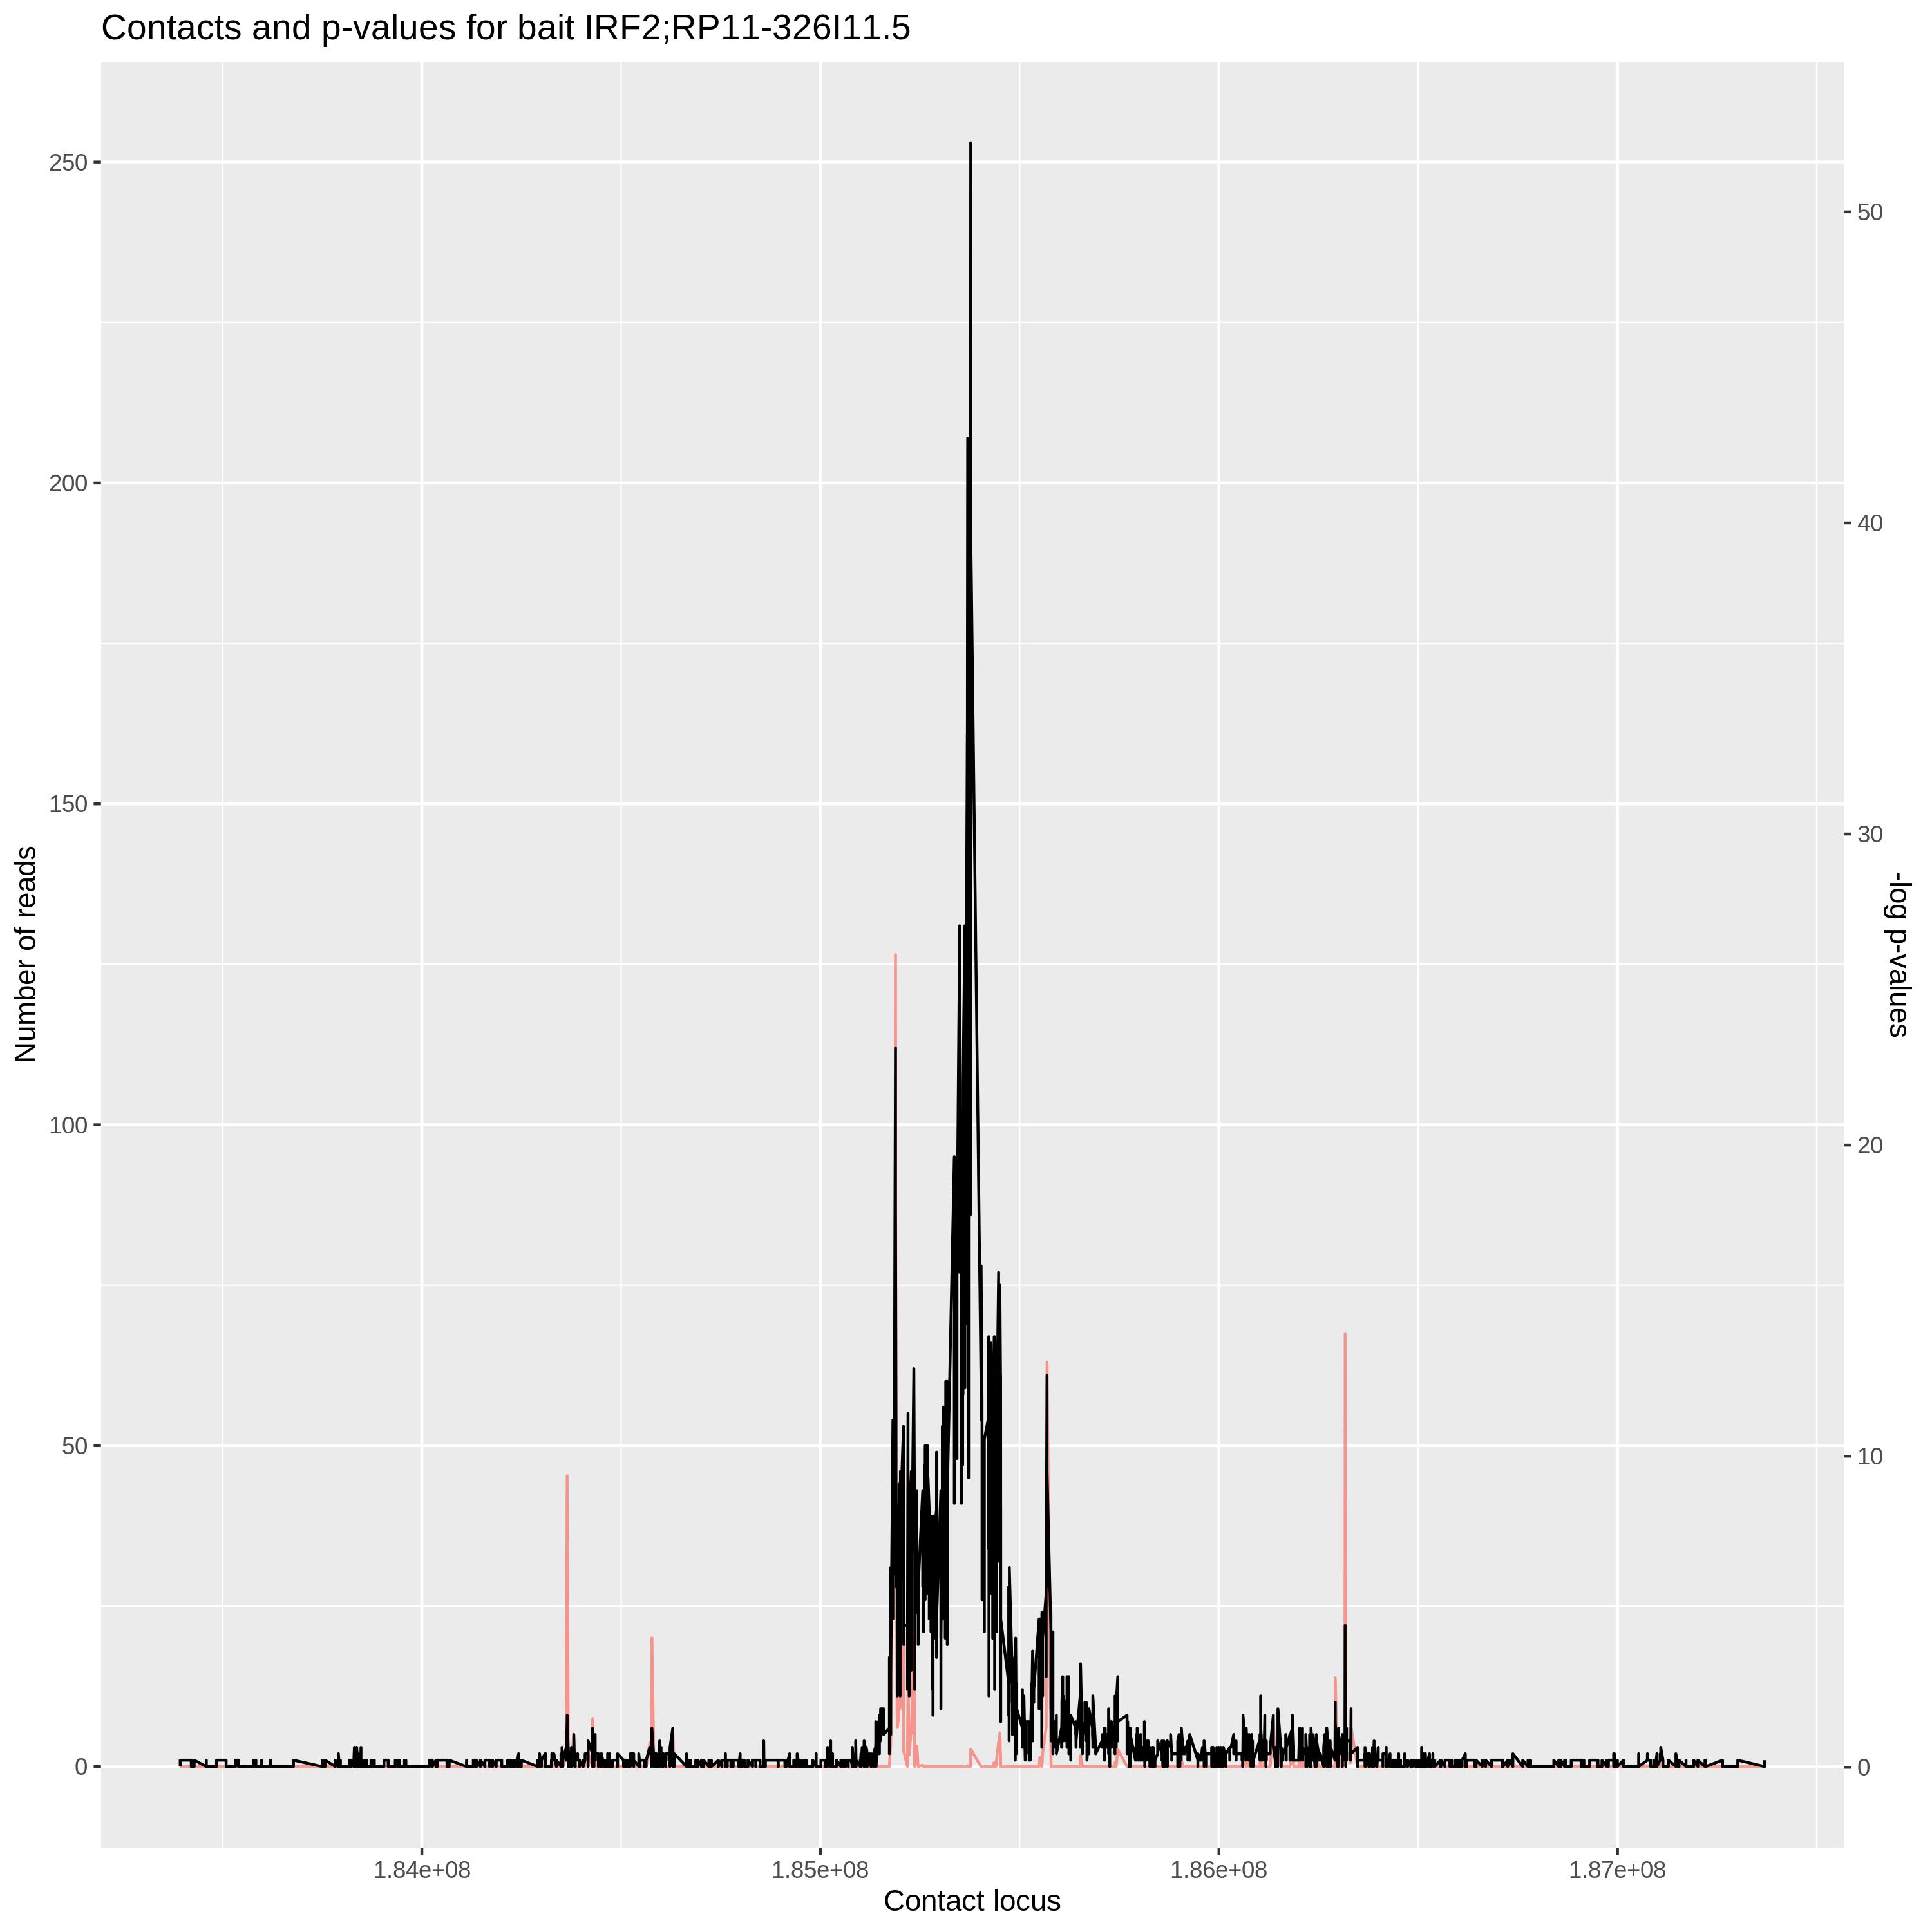 Contacts and p-values for bait IRF2;RP11-326I11.5
250
200
150
100
50
0
Number of reads
50
40
30
20
10
0
-log p-values
1.84e+08
1.85e+08
1.86e+08
1.87e+08
Contact locus